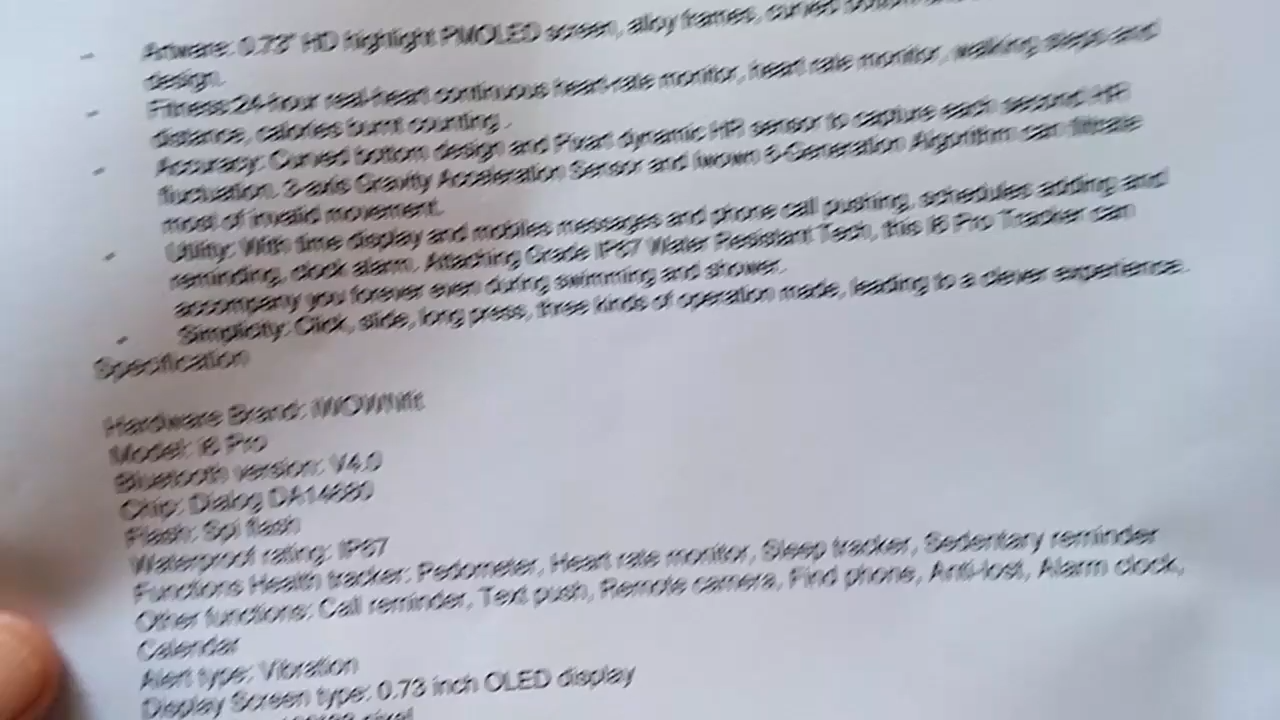 - Artware: 0.73" HD highlight PMOLED screen, alloy frames, curved bottom
design.
- Fitness:24-hour real-heart continuous heart-rate monitor, heart rate monitor, walking steps and
distance, calories burnt counting .
- Accuracy: Curved bottom design and Pixart dynamic HR sensor to capture each second HR
fluctuation. 3-axis Gravity Acceleration Sensor and iwown 6-Generation Algorithm can filtrate
most of invalid movement.
- Utility: With time display and mobiles messages and phone call pushing, schedules adding and
reminding, clock alarm. Attaching Grade IP67 Water Resistant Tech, this i6 Pro Tracker can
accompany you forever even during swimming and shower.
- Simplicity: Click, slide, long press, three kinds of operation made, leading to a clever experience.
Specification
Hardware Brand: IWOWNfit
Model: i6 Pro
Bluetooth version: V4.0
Chip: Dialog DA14680
Flash: Spi flash
Waterproof rating: IP67
Functions Health tracker: Pedometer, Heart rate monitor, Sleep tracker, Sedentary reminder
Other functions: Call reminder, Text push, Remote camera, Find phone, Anti-lost, Alarm clock,
Calendar
Alert type: Vibration
Display Screen type: 0.73 inch OLED display
pixel